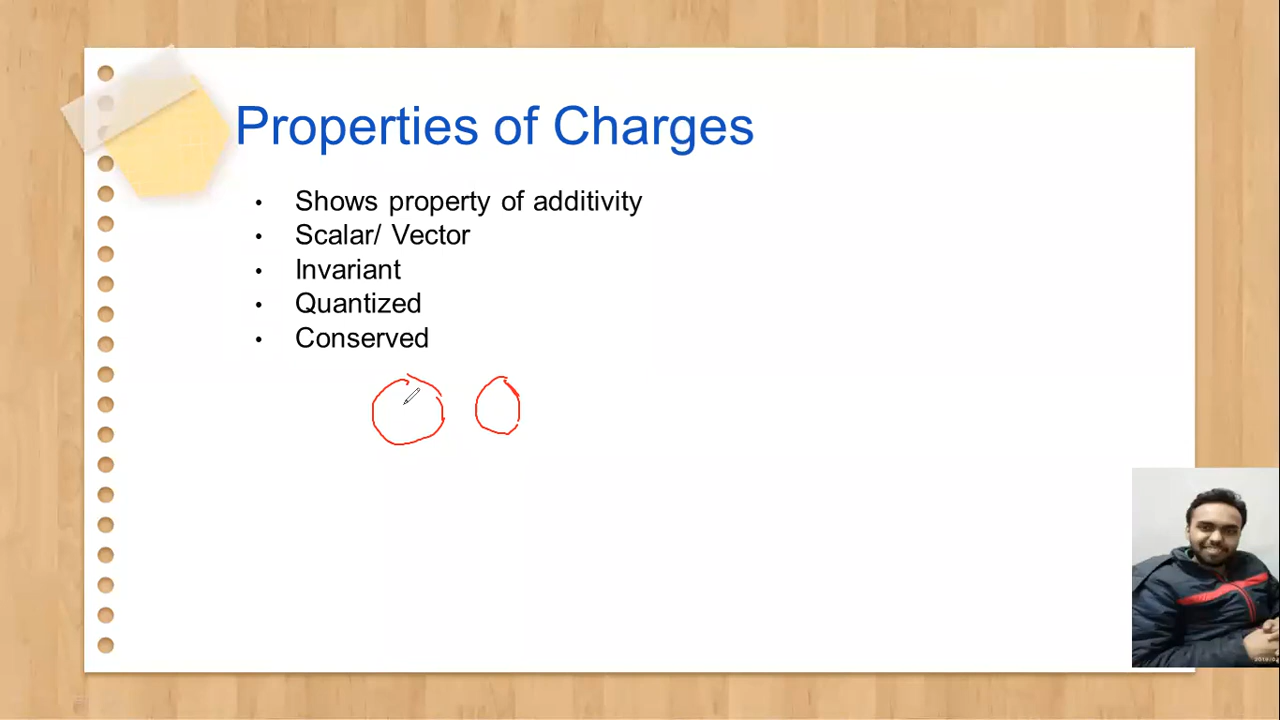 Properties of Charges
• Shows property of additivity
• Scalar/ Vector
• Invariant
• Quantized
• Conserved